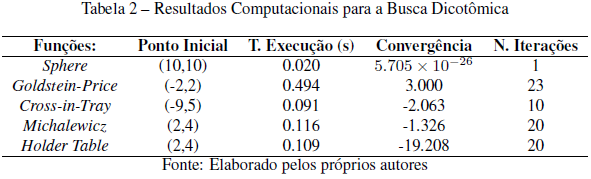 Tabela 2 – Resultados Computacionais para a Busca Dicotômica
Funções: Ponto Inicial T. Execução (s) Convergência N. Iterações
Sphere (10,10) 0.020 5.705 × 10⁻²⁶ 1
Goldstein-Price (-2,2) 0.494 3.000 23
Cross-in-Tray (-9,5) 0.091 -2.063 10
Michalewicz (2,4) 0.116 -1.326 20
Holder Table (2,4) 0.109 -19.208 20
Fonte: Elaborado pelos próprios autores